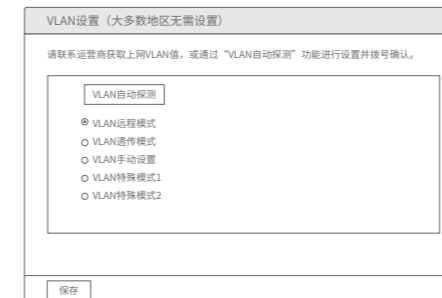 VLAN设置（大多数地区无需设置）
请联系运营商获取上网VLAN值，或通过“VLAN自动探测”功能进行设置并拨号确认。
VLAN自动探测
VLAN远程模式
VLAN透传模式
VLAN手动设置
VLAN特殊模式1
VLAN特殊模式2
保存